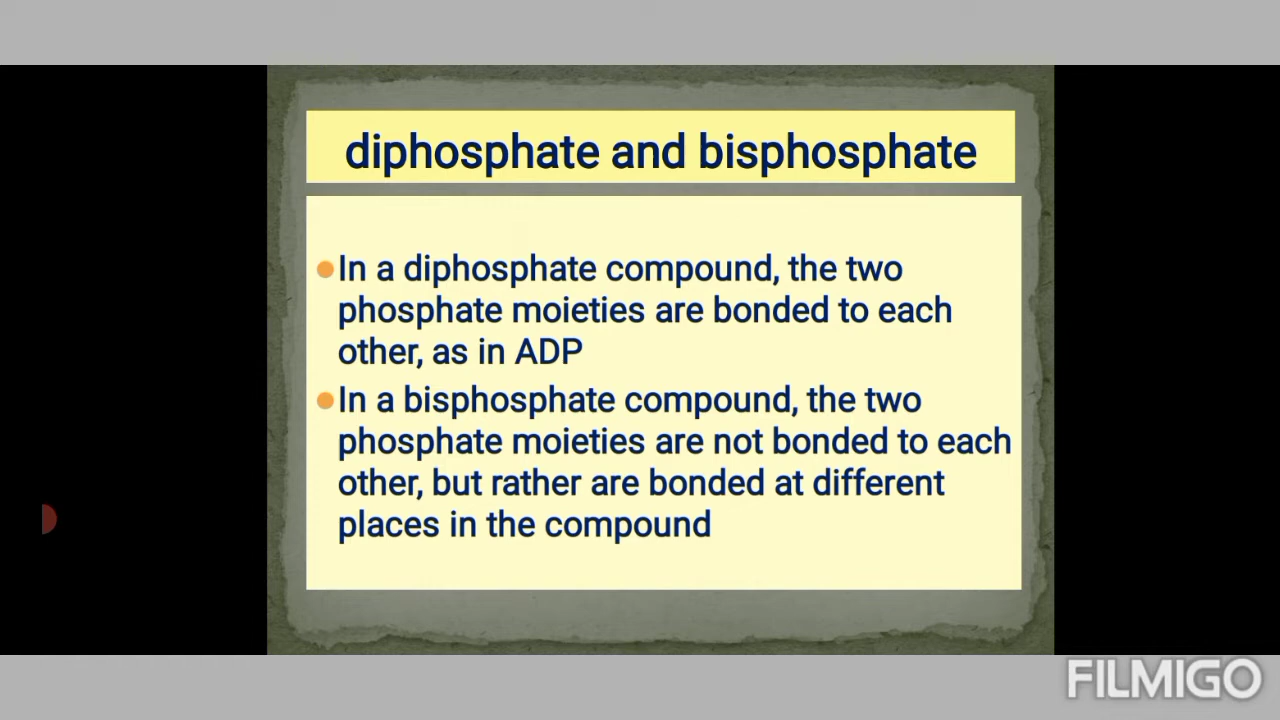 diphosphate and bisphosphate
In a diphosphate compound, the two
phosphate moieties are bonded to each
other, as in ADP
In a bisphosphate compound, the two
phosphate moieties are not bonded to each
other, but rather are bonded at different
places in the compound
FILMIGO